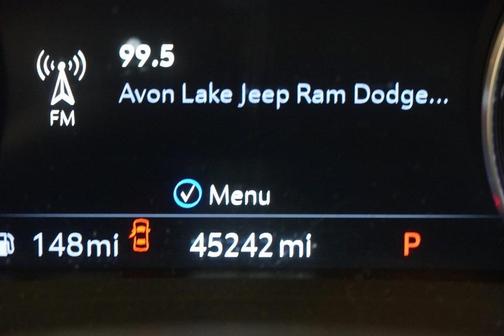 99.5
Avon Lake Jeep Ram Dodge...
FM
Menu
148mi 45242 mi P